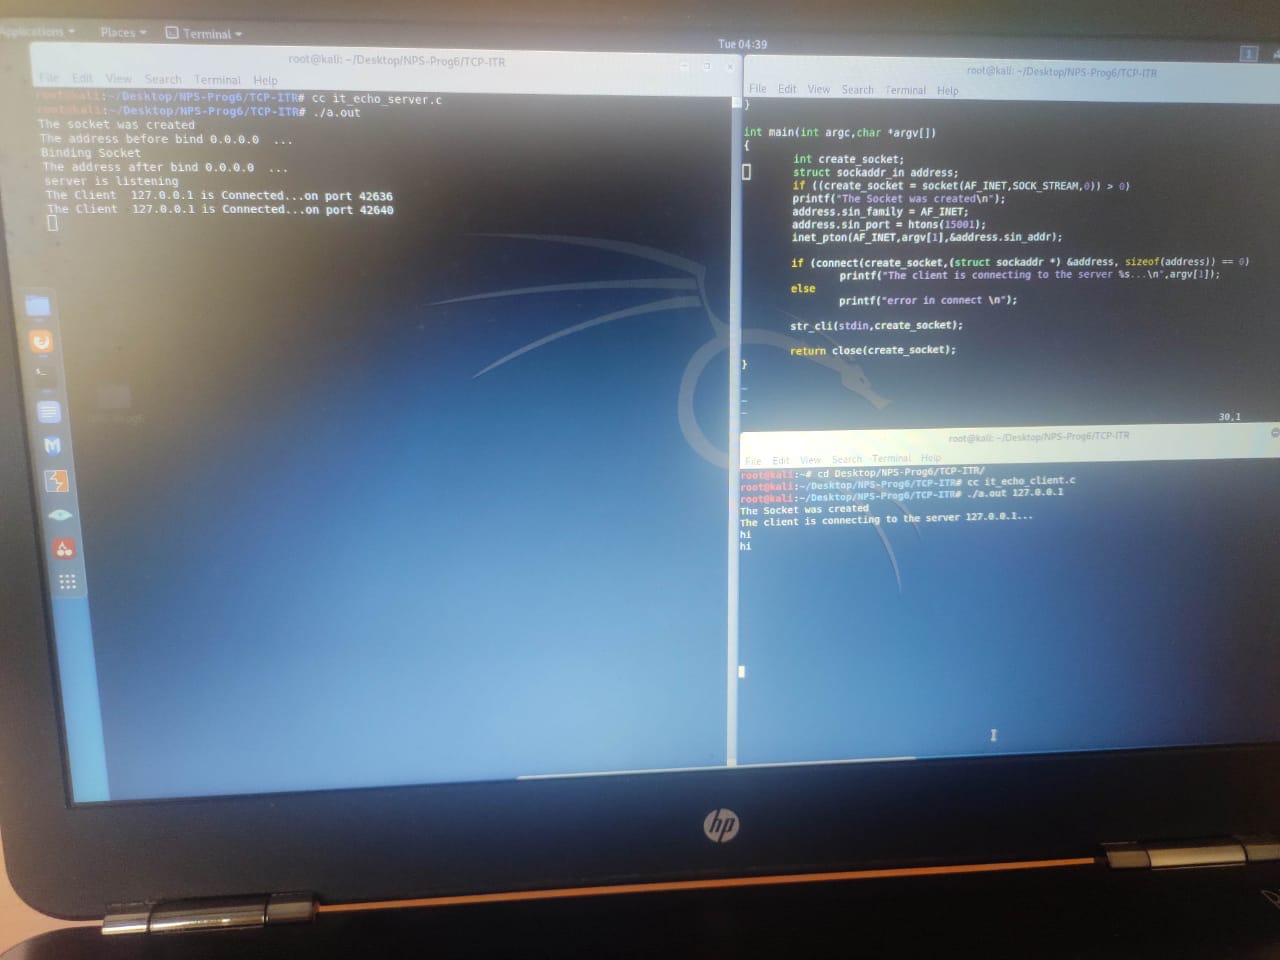 Applications Places Terminal
Tue 04:39
1
root@kali: ~/Desktop/NPS-Prog6/TCP-ITR
File Edit View Search Terminal Help
root@kali:~/Desktop/NPS-Prog6/TCP-ITR# cc it_echo_server.c
root@kali:~/Desktop/NPS-Prog6/TCP-ITR# ./a.out
The socket was created
The address before bind 0.0.0.0 ...
Binding Socket
The address after bind 0.0.0.0 ...
server is listening
The Client 127.0.0.1 is Connected...on port 42636
The Client 127.0.0.1 is Connected...on port 42640
root@kali: ~/Desktop/NPS-Prog6/TCP-ITR
File Edit View Search Terminal Help
}
int main(int argc,char *argv[])
{
int create_socket;
struct sockaddr_in address;
if ((create_socket = socket(AF_INET,SOCK_STREAM,0)) > 0)
printf("The Socket was created\n");
address.sin_family = AF_INET;
address.sin_port = htons(15001);
inet_pton(AF_INET,argv[1],&address.sin_addr);
if (connect(create_socket,(struct sockaddr *) &address, sizeof(address)) == 0)
printf("The client is connecting to the server %s...\n",argv[1]);
else
printf("error in connect \n");
str_cli(stdin,create_socket);
return close(create_socket);
}
~
~
~
30,1
root@kali: ~/Desktop/NPS-Prog6/TCP-ITR
File Edit View Search Terminal Help
root@kali:~# cd Desktop/NPS-Prog6/TCP-ITR/
root@kali:~/Desktop/NPS-Prog6/TCP-ITR# cc it_echo_client.c
root@kali:~/Desktop/NPS-Prog6/TCP-ITR# ./a.out 127.0.0.1
The Socket was created
The client is connecting to the server 127.0.0.1...
hi
hi
hp